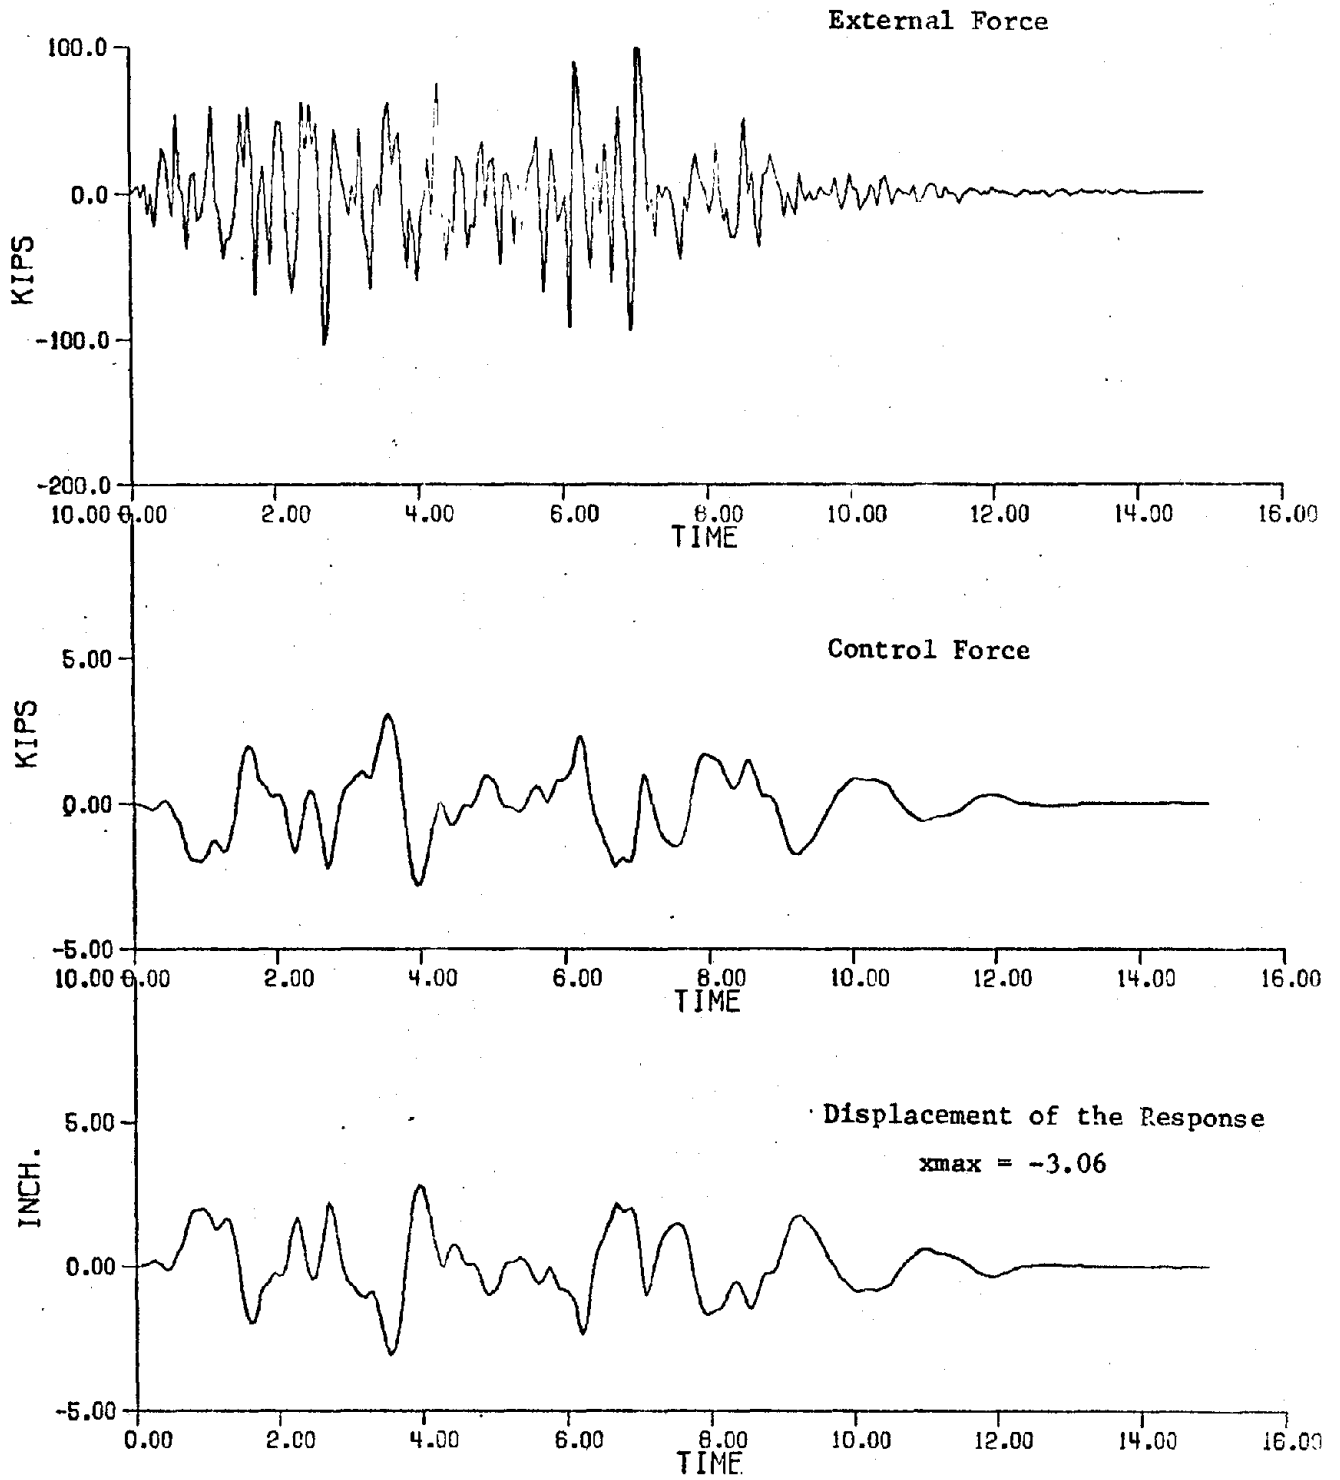 External Force
100.0
0.0
-100.0
-200.0
KIPS
0.00 2.00 4.00 6.00 8.00 10.00 12.00 14.00 16.00
TIME
10.00
5.00
0.00
-5.00
KIPS
Control Force
0.00 2.00 4.00 6.00 8.00 10.00 12.00 14.00 16.00
TIME
10.00
5.00
0.00
-5.00
INCH.
Displacement of the Response
xmax = -3.06
0.00 2.00 4.00 6.00 8.00 10.00 12.00 14.00 16.00
TIME